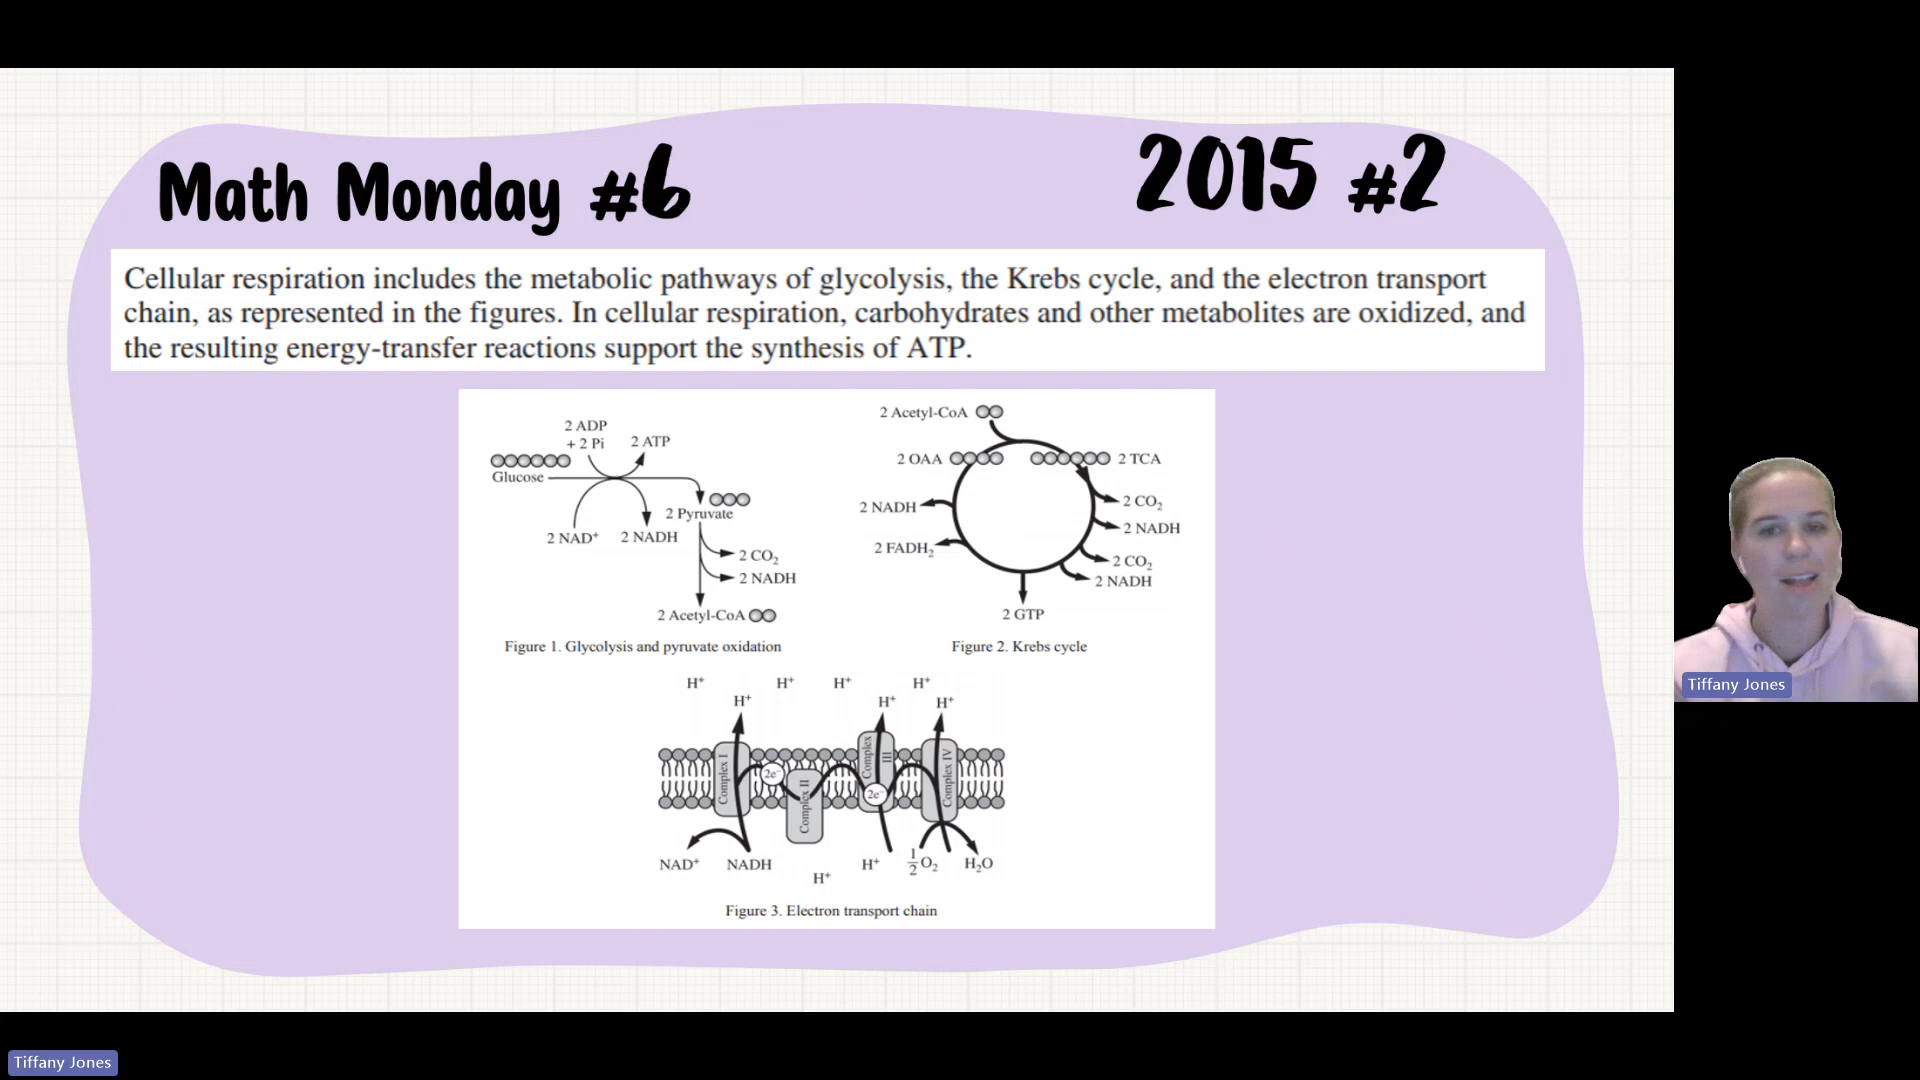 Math Monday #6
2015 #2
Cellular respiration includes the metabolic pathways of glycolysis, the Krebs cycle, and the electron transport
chain, as represented in the figures. In cellular respiration, carbohydrates and other metabolites are oxidized, and
the resulting energy-transfer reactions support the synthesis of ATP.
2 ADP
+ 2 Pi
2 ATP
Glucose
2 Pyruvate
2 NAD⁺
2 NADH
2 CO₂
2 NADH
2 Acetyl-CoA
Figure 1. Glycolysis and pyruvate oxidation
2 Acetyl-CoA
2 OAA
2 TCA
2 NADH
2 CO₂
2 NADH
2 FADH₂
2 CO₂
2 NADH
2 GTP
Figure 2. Krebs cycle
H⁺ H⁺ H⁺ H⁺
H⁺ H⁺ H⁺
Complex I
2e⁻
Complex II
Complex III
2e⁻
Complex IV
NAD⁺ NADH H⁺ ½O₂ H₂O
H⁺
Figure 3. Electron transport chain
Tiffany Jones
Tiffany Jones